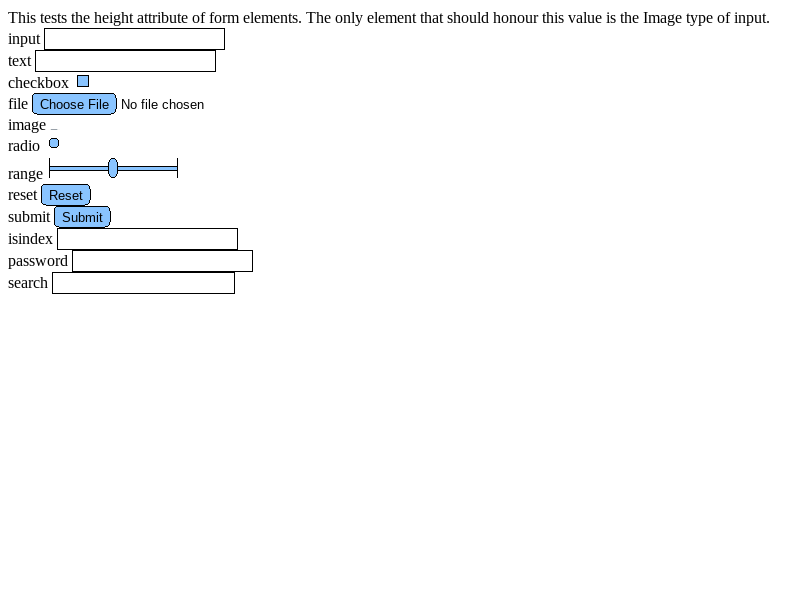 This tests the height attribute of form elements. The only element that should honour this value is the Image type of input.
input
text
checkbox
file Choose File No file chosen
image
radio
range
reset Reset
submit Submit
isindex
password
search